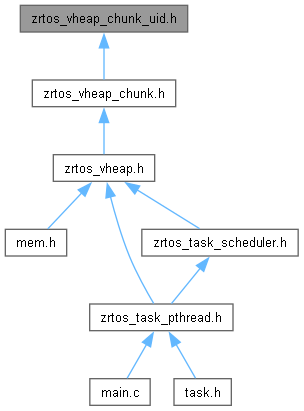 zrtos_vheap_chunk_uid.h
zrtos_vheap_chunk.h
zrtos_vheap.h
mem.h
zrtos_task_scheduler.h
zrtos_task_pthread.h
main.c
task.h